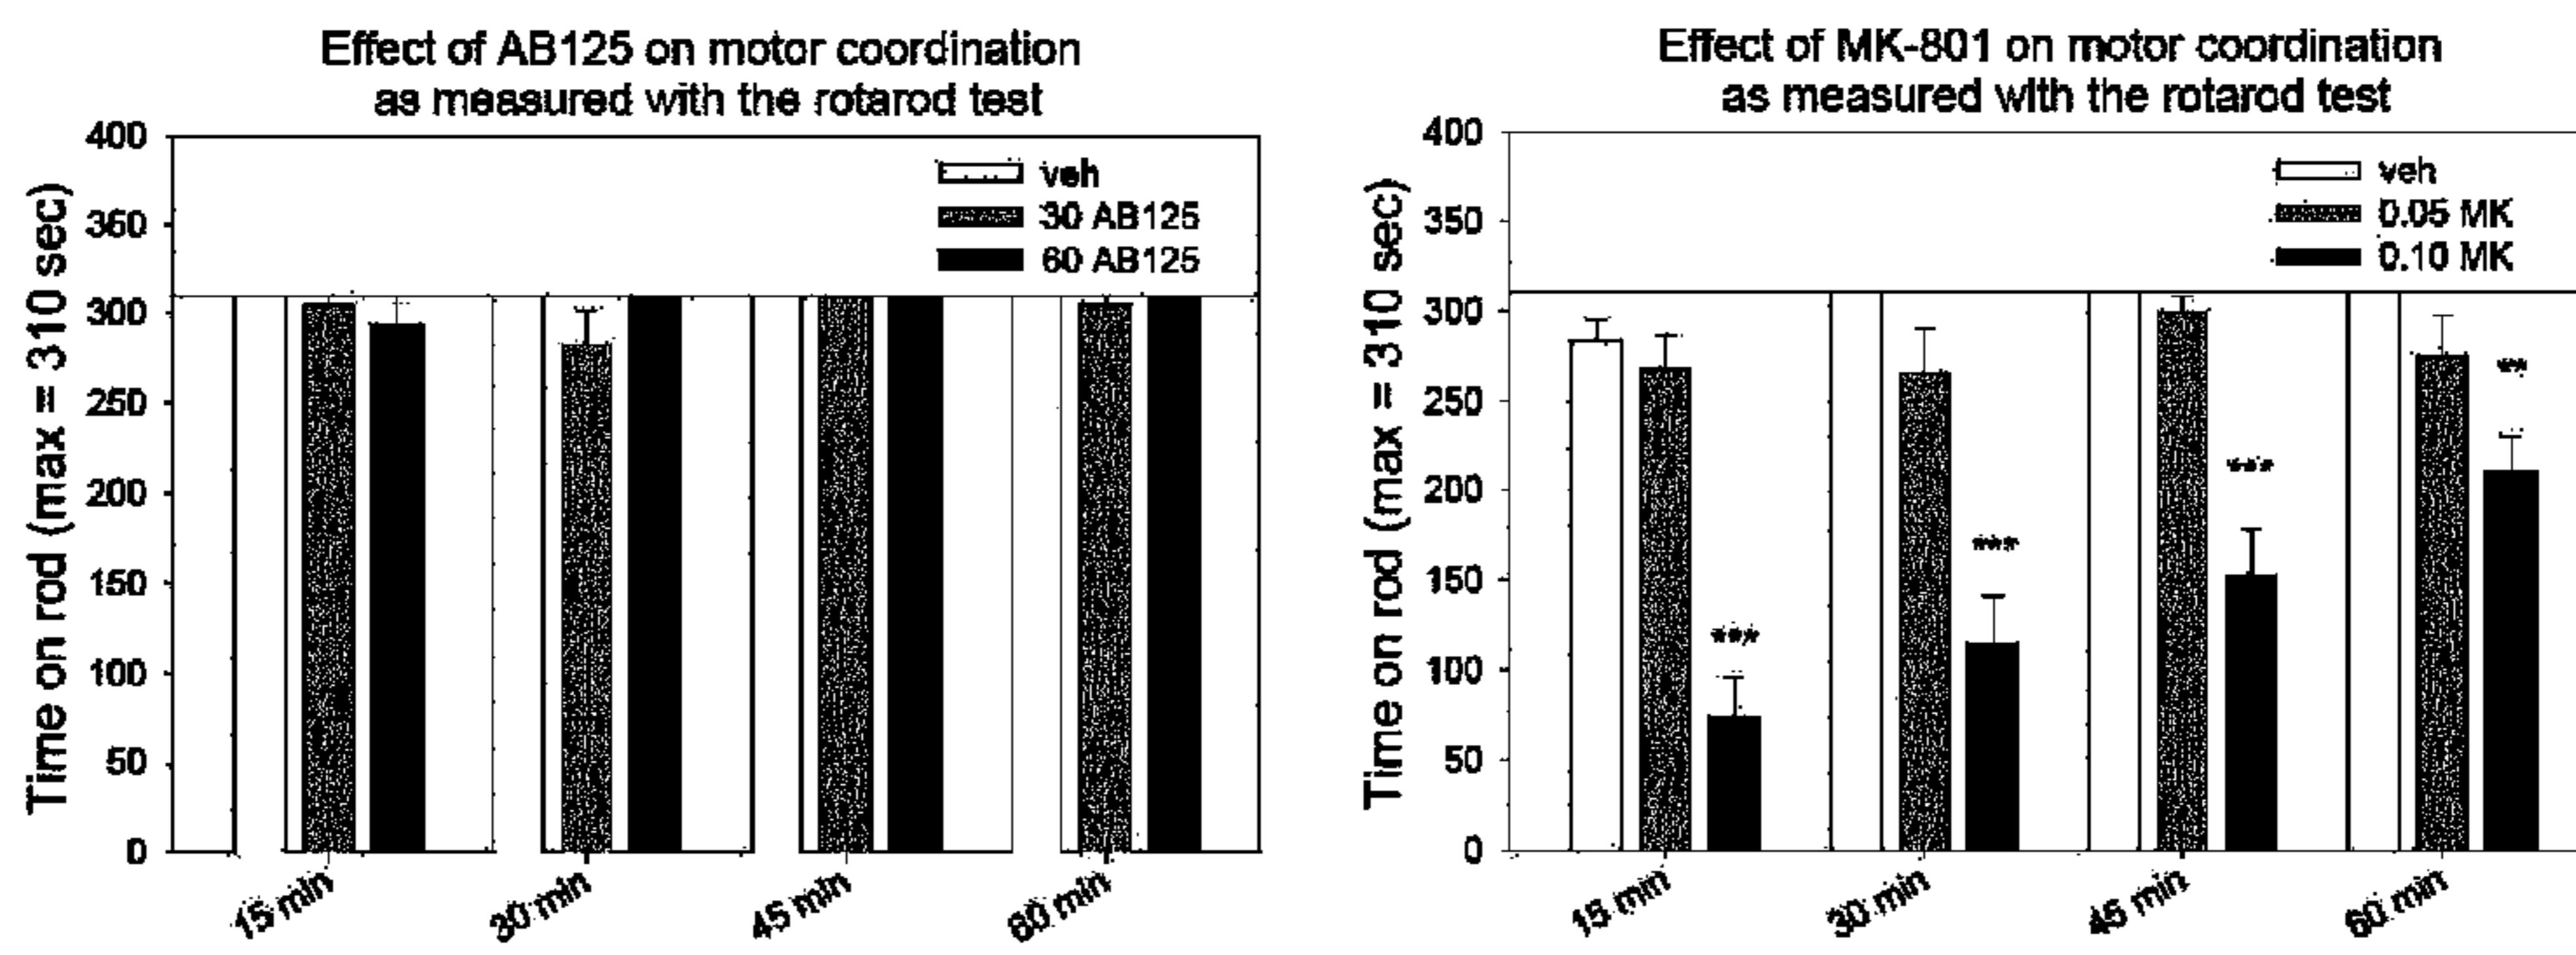 Effect of AB125 on motor coordination
as measured with the rotarod test
Time on rod (max = 310 sec)
400
350
300
250
200
150
100
50
0
veh
30 AB125
60 AB125
15 min
30 min
45 min
60 min
Effect of MK-801 on motor coordination
as measured with the rotarod test
Time on rod (max = 310 sec)
400
350
300
250
200
150
100
50
0
veh
0.05 MK
0.10 MK
***
***
***
**
15 min
30 min
45 min
60 min